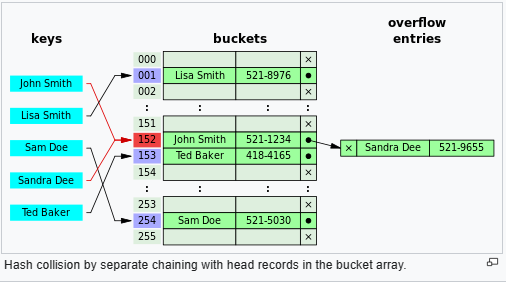 keys
buckets
overflow
entries
John Smith
Lisa Smith
Sam Doe
Sandra Dee
Ted Baker
000 ×
001 Lisa Smith 521-8976 ●
002 ×
: : : :
151 ×
152 John Smith 521-1234 ●
153 Ted Baker 418-4165 ●
154 ×
: : : :
253 ×
254 Sam Doe 521-5030 ●
255 ×
× Sandra Dee 521-9655
Hash collision by separate chaining with head records in the bucket array.